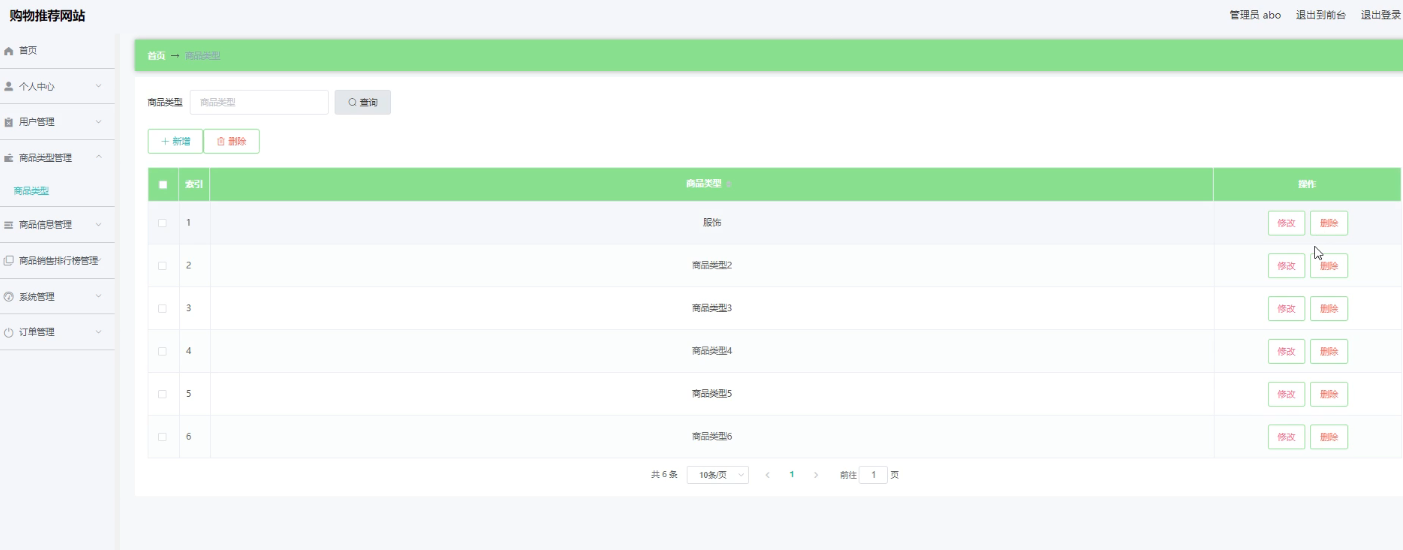 购物推荐网站
管理员 abo 退出到前台 退出登录
首页
个人中心
用户管理
商品类型管理
商品类型
商品信息管理
商品销售排行榜管理
系统管理
订单管理
首页 → 商品类型
商品类型 商品类型 查询
+ 新增 删除
索引 商品类型 操作
1 服饰 修改 删除
2 商品类型2 修改 删除
3 商品类型3 修改 删除
4 商品类型4 修改 删除
5 商品类型5 修改 删除
6 商品类型6 修改 删除
共 6 条 10条/页 1 前往 1 页